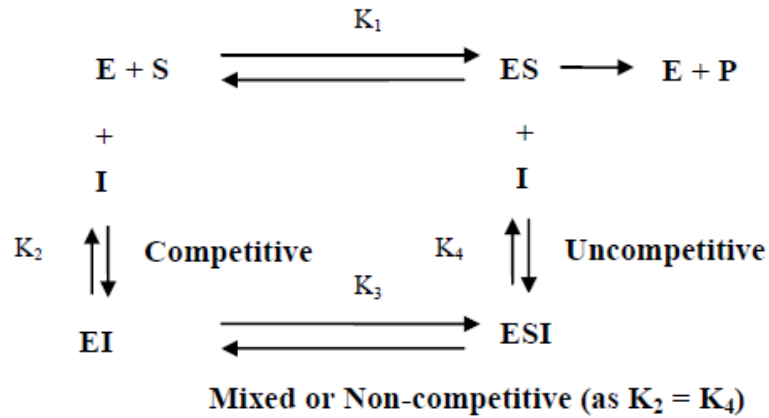 K₁
E + S ES E + P
+ +
I I
K₂ Competitive K₄ Uncompetitive
K₃
EI ESI
Mixed or Non-competitive (as K₂ = K₄)